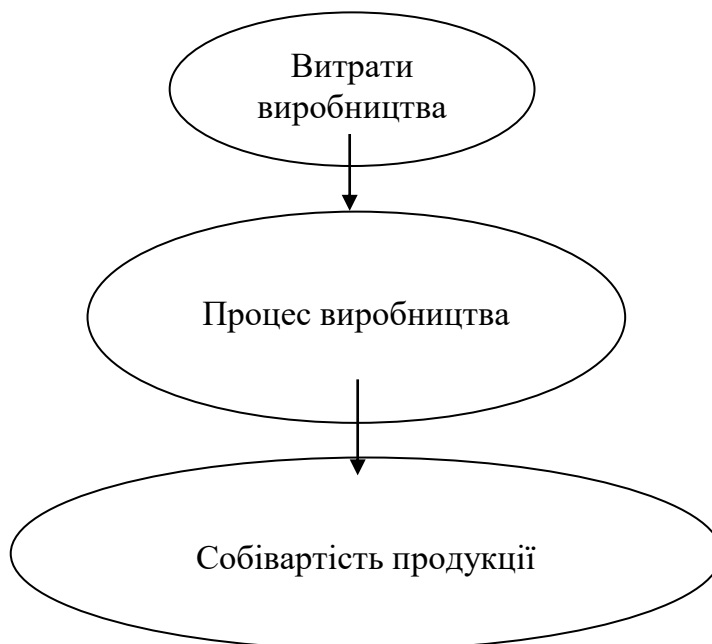 Витрати
виробництва
Процес виробництва
Собівартість продукції